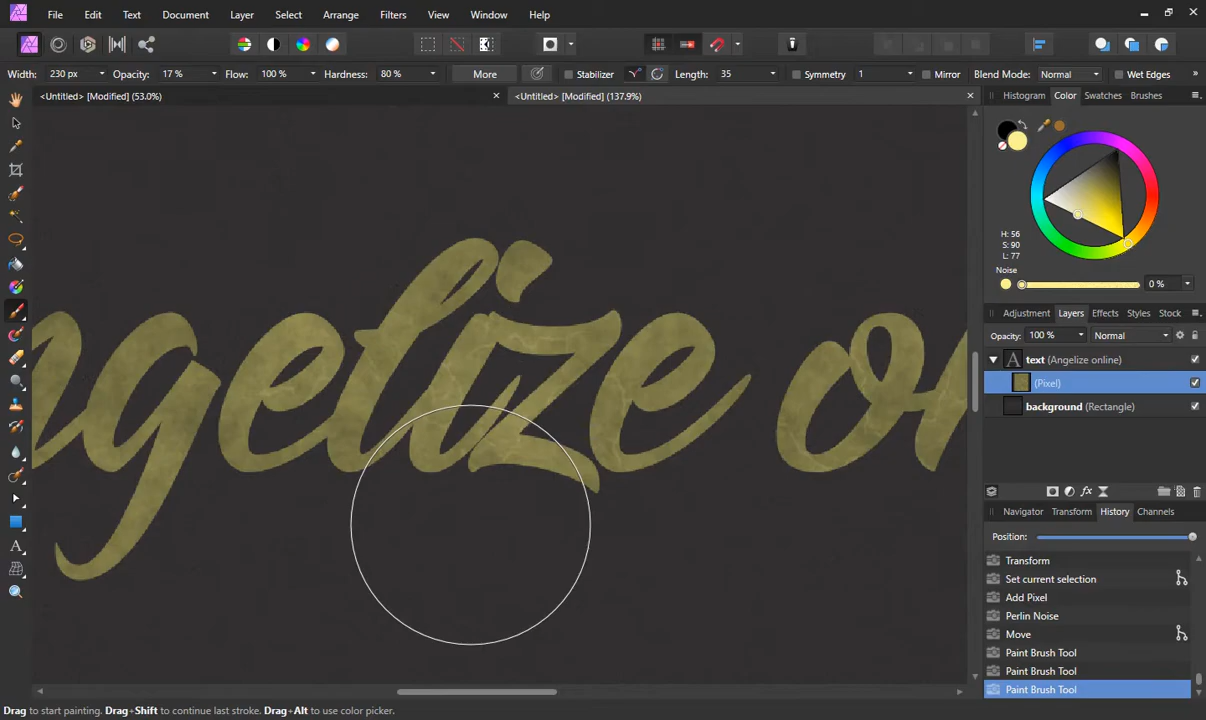 File Edit Text Document Layer Select Arrange Filters View Window Help
Width: 230 px Opacity: 17 % Flow: 100 % Hardness: 80 % More Stabilizer Length: 35 Symmetry 1 Mirror Blend Mode: Normal Wet Edges
<Untitled> [Modified] (53.0%) <Untitled> [Modified] (137.9%)
Histogram Color Swatches Brushes
H: 56
S: 90
L: 77
Noise
0 %
Adjustment Layers Effects Styles Stock
Opacity: 100 % Normal
A text (Angelize online)
(Pixel)
background (Rectangle)
fx
Navigator Transform History Channels
Position:
Transform
Set current selection
Add Pixel
Perlin Noise
Move
Paint Brush Tool
Paint Brush Tool
Paint Brush Tool
ngelize on
Drag to start painting. Drag+Shift to continue last stroke. Drag+Alt to use color picker.